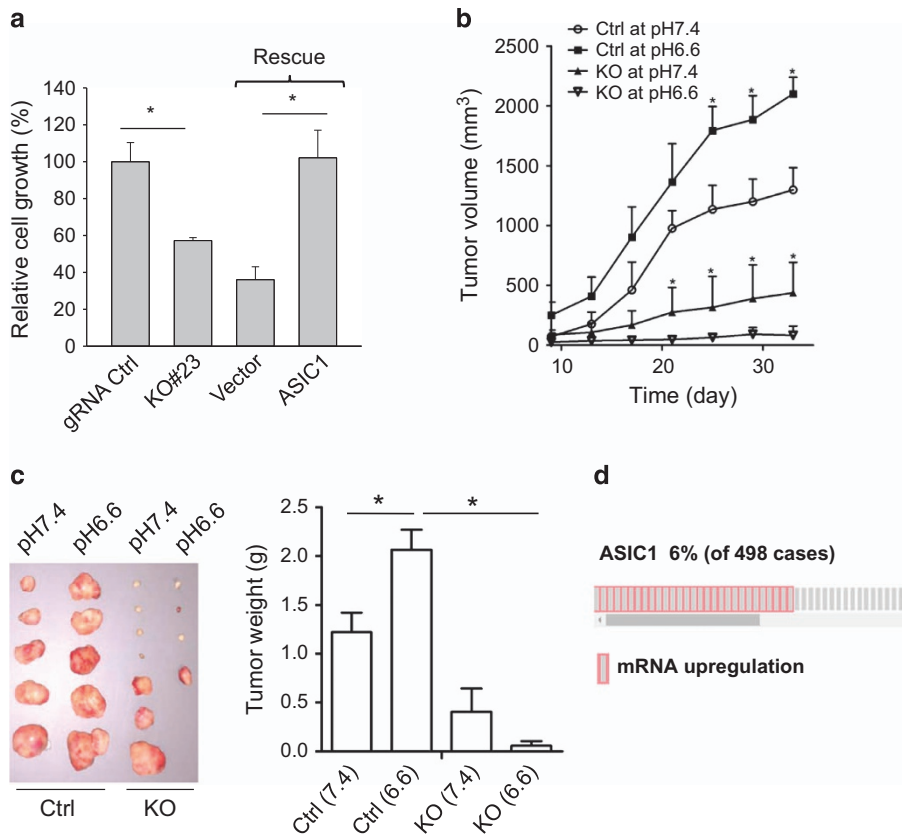 a
Rescue
Relative cell growth (%)
140
120
100
80
60
40
20
0
*
*
gRNA Ctrl
KO#23
Vector
ASIC1
b
Ctrl at pH7.4
Ctrl at pH6.6
KO at pH7.4
KO at pH6.6
Tumor volume (mm3)
2500
2000
1500
1000
500
0
* * *
* * * *
10 20 30
Time (day)
c
pH7.4 pH6.6 pH7.4 pH6.6
Ctrl KO
Tumor weight (g)
2.5
2.0
1.5
1.0
0.5
0.0
* *
Ctrl (7.4)
Ctrl (6.6)
KO (7.4)
KO (6.6)
d
ASIC1 6% (of 498 cases)
mRNA upregulation